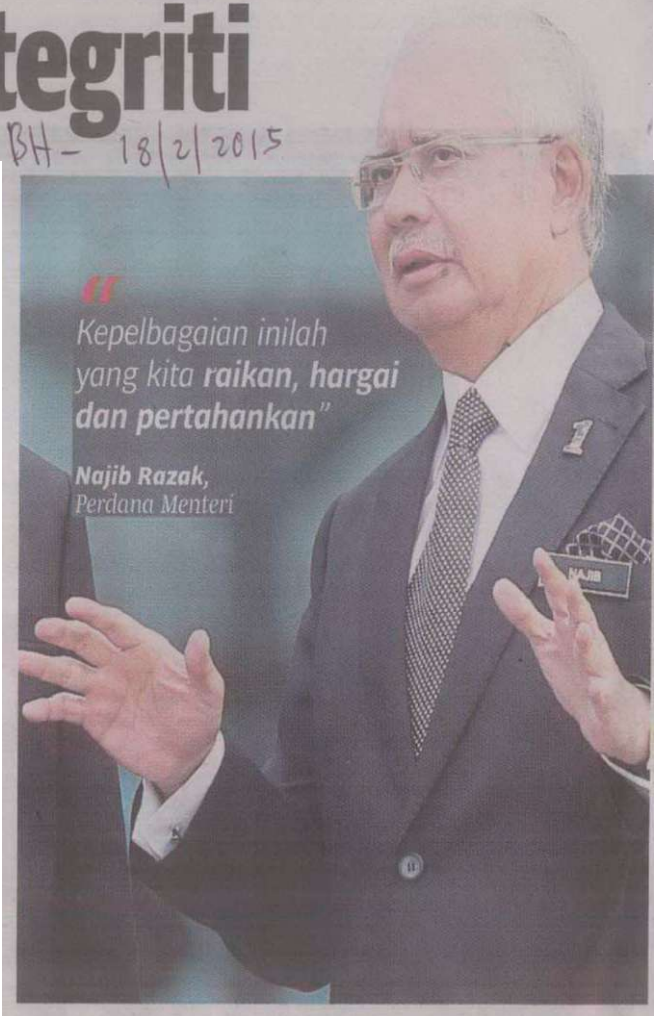 tegriti
BH - 18/2/2015
“
Kepelbagaian inilah
yang kita raikan, hargai
dan pertahankan”
Najib Razak,
Perdana Menteri
1
NAJIB